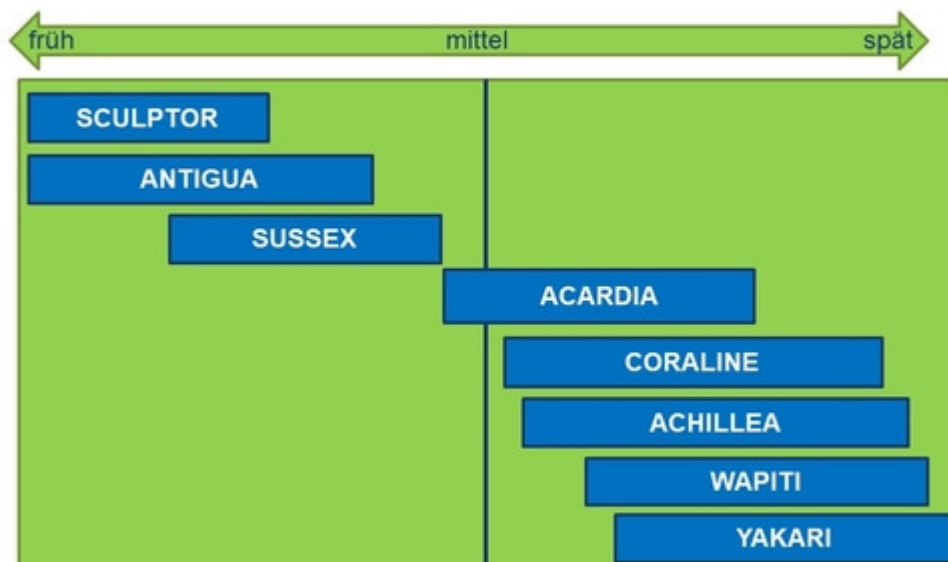 früh mittel spät
SCULPTOR
ANTIGUA
SUSSEX
ACARDIA
CORALINE
ACHILLEA
WAPITI
YAKARI